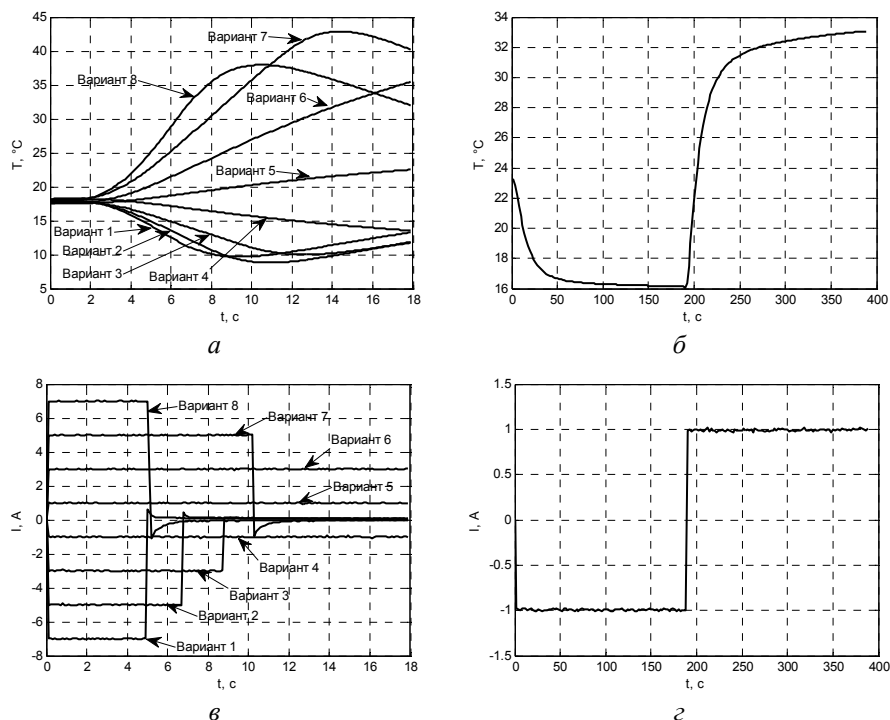 45
40
35
30
25
20
15
10
5
T, °C
Вариант 7
Вариант 8
Вариант 6
Вариант 5
Вариант 1
Вариант 2
Вариант 3
Вариант 4
0 2 4 6 8 10 12 14 16 18
t, с
а
34
32
30
28
26
24
22
20
18
16
T, °C
0 50 100 150 200 250 300 350 400
t, с
б
8
6
4
2
0
-2
-4
-6
-8
I, А
Вариант 8
Вариант 7
Вариант 6
Вариант 5
Вариант 4
Вариант 3
Вариант 2
Вариант 1
0 2 4 6 8 10 12 14 16 18
t, с
в
1.5
1
0.5
0
-0.5
-1
-1.5
I, А
0 50 100 150 200 250 300 350 400
t, с
г